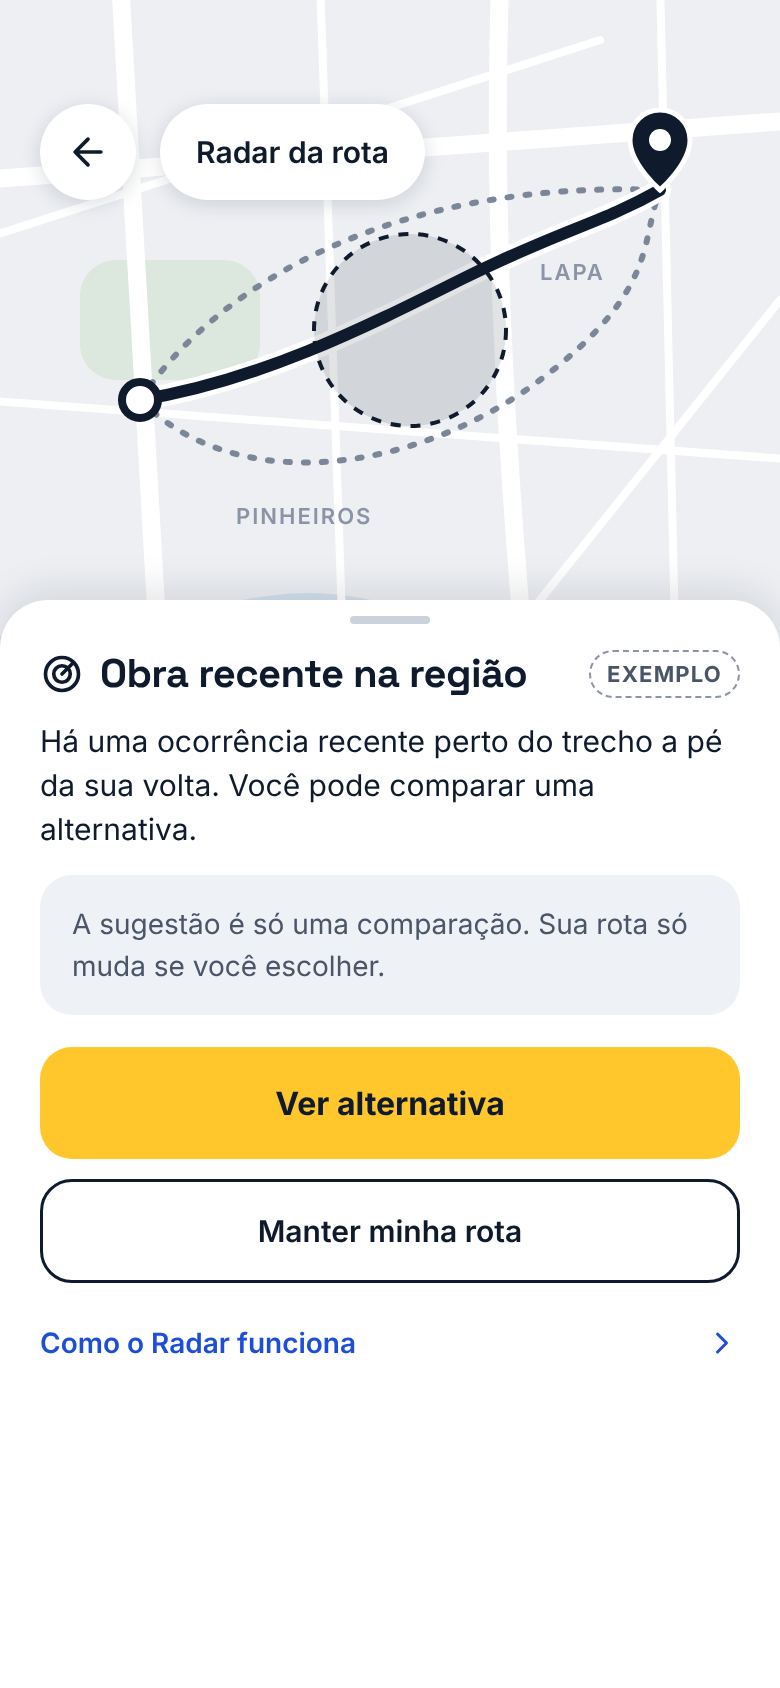 Radar da rota
LAPA
PINHEIROS
Obra recente na região
EXEMPLO
Há uma ocorrência recente perto do trecho a pé
da sua volta. Você pode comparar uma
alternativa.
A sugestão é só uma comparação. Sua rota só
muda se você escolher.
Ver alternativa
Manter minha rota
Como o Radar funciona